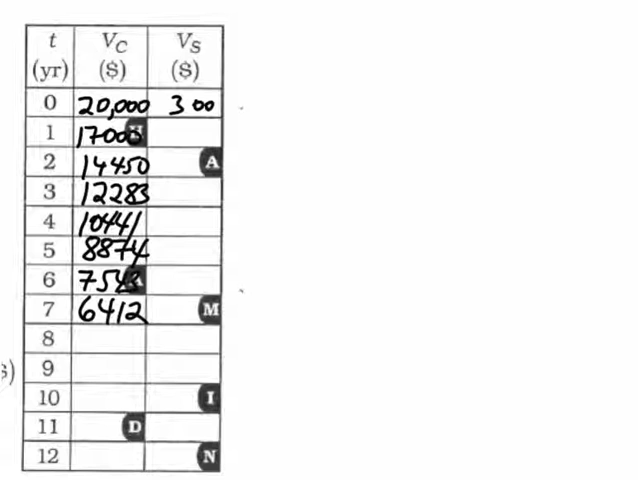 t V_C V_S
(yr) ($) ($)
0 20,000 300
1 17000
2 14450 A
3 12283
4 10441
5 8874
6 7543
7 6412 M
8
$) 9
10 I
11 D
12 N